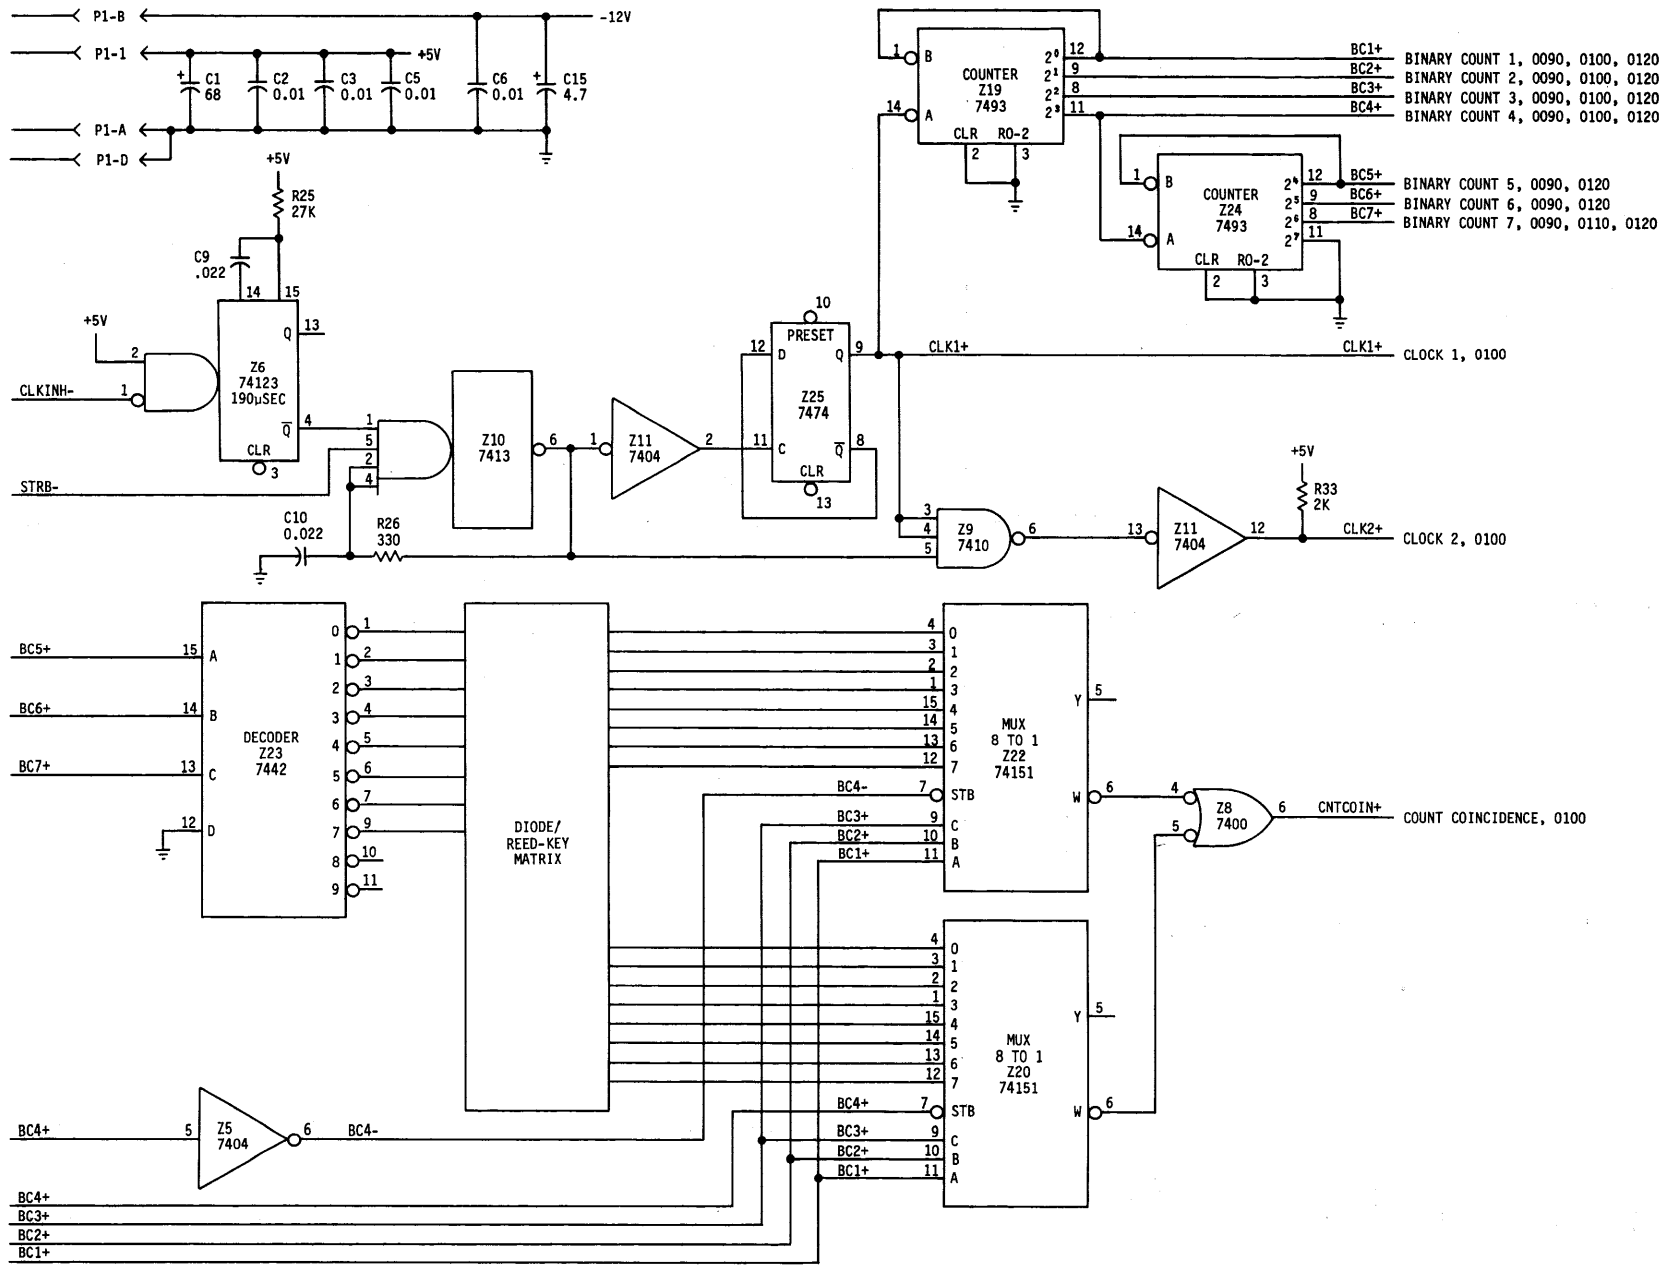 P1-B
-12V
P1-1
+5V
+ C1
68
C2
0.01
C3
0.01
C5
0.01
C6
0.01
+ C15
4.7
P1-A
P1-D
+5V
R25
27K
C9
.022
14 15
+5V
2
CLKINH-
1
Q 13
Z6
74123
190μSEC
Q̅ 4
CLR
3
STRB-
1
5
2
4
Z10
7413
6
C10
0.022
R26
330
1
Z11
7404
2
10
PRESET
12 D
Q 9
Z25
7474
11 C
Q̅ 8
CLR
13
1 B
COUNTER
Z19
7493
14 A
CLR RO-2
2 3
2⁰ 12
2¹ 9
2² 8
2³ 11
BC1+ BINARY COUNT 1, 0090, 0100, 0120
BC2+ BINARY COUNT 2, 0090, 0100, 0120
BC3+ BINARY COUNT 3, 0090, 0100, 0120
BC4+ BINARY COUNT 4, 0090, 0100, 0120
1 B
COUNTER
Z24
7493
14 A
CLR RO-2
2 3
2⁴ 12
2⁵ 9
2⁶ 8
2⁷ 11
BC5+ BINARY COUNT 5, 0090, 0120
BC6+ BINARY COUNT 6, 0090, 0120
BC7+ BINARY COUNT 7, 0090, 0110, 0120
CLK1+ CLK1+ CLOCK 1, 0100
3
4
5
Z9
7410
6
13
Z11
7404
12
+5V
R33
2K
CLK2+ CLOCK 2, 0100
BC5+ 15 A
BC6+ 14 B
BC7+ 13 C
12 D
DECODER
Z23
7442
0 1
1 2
2 3
3 4
4 5
5 6
6 7
7 9
8 10
9 11
DIODE/
REED-KEY
MATRIX
4 0
3 1
2 2
1 3
15 4
14 5
13 6
12 7
BC4- 7 STB
BC3+ 9 C
BC2+ 10 B
BC1+ 11 A
MUX
8 TO 1
Z22
74151
Y 5
W 6
4
5
Z8
7400
6
CNTCOIN+ COUNT COINCIDENCE, 0100
4 0
3 1
2 2
1 3
15 4
14 5
13 6
12 7
BC4+ 7 STB
BC3+ 9 C
BC2+ 10 B
BC1+ 11 A
MUX
8 TO 1
Z20
74151
Y 5
W 6
BC4+ 5
Z5
7404
6 BC4-
BC4+
BC3+
BC2+
BC1+